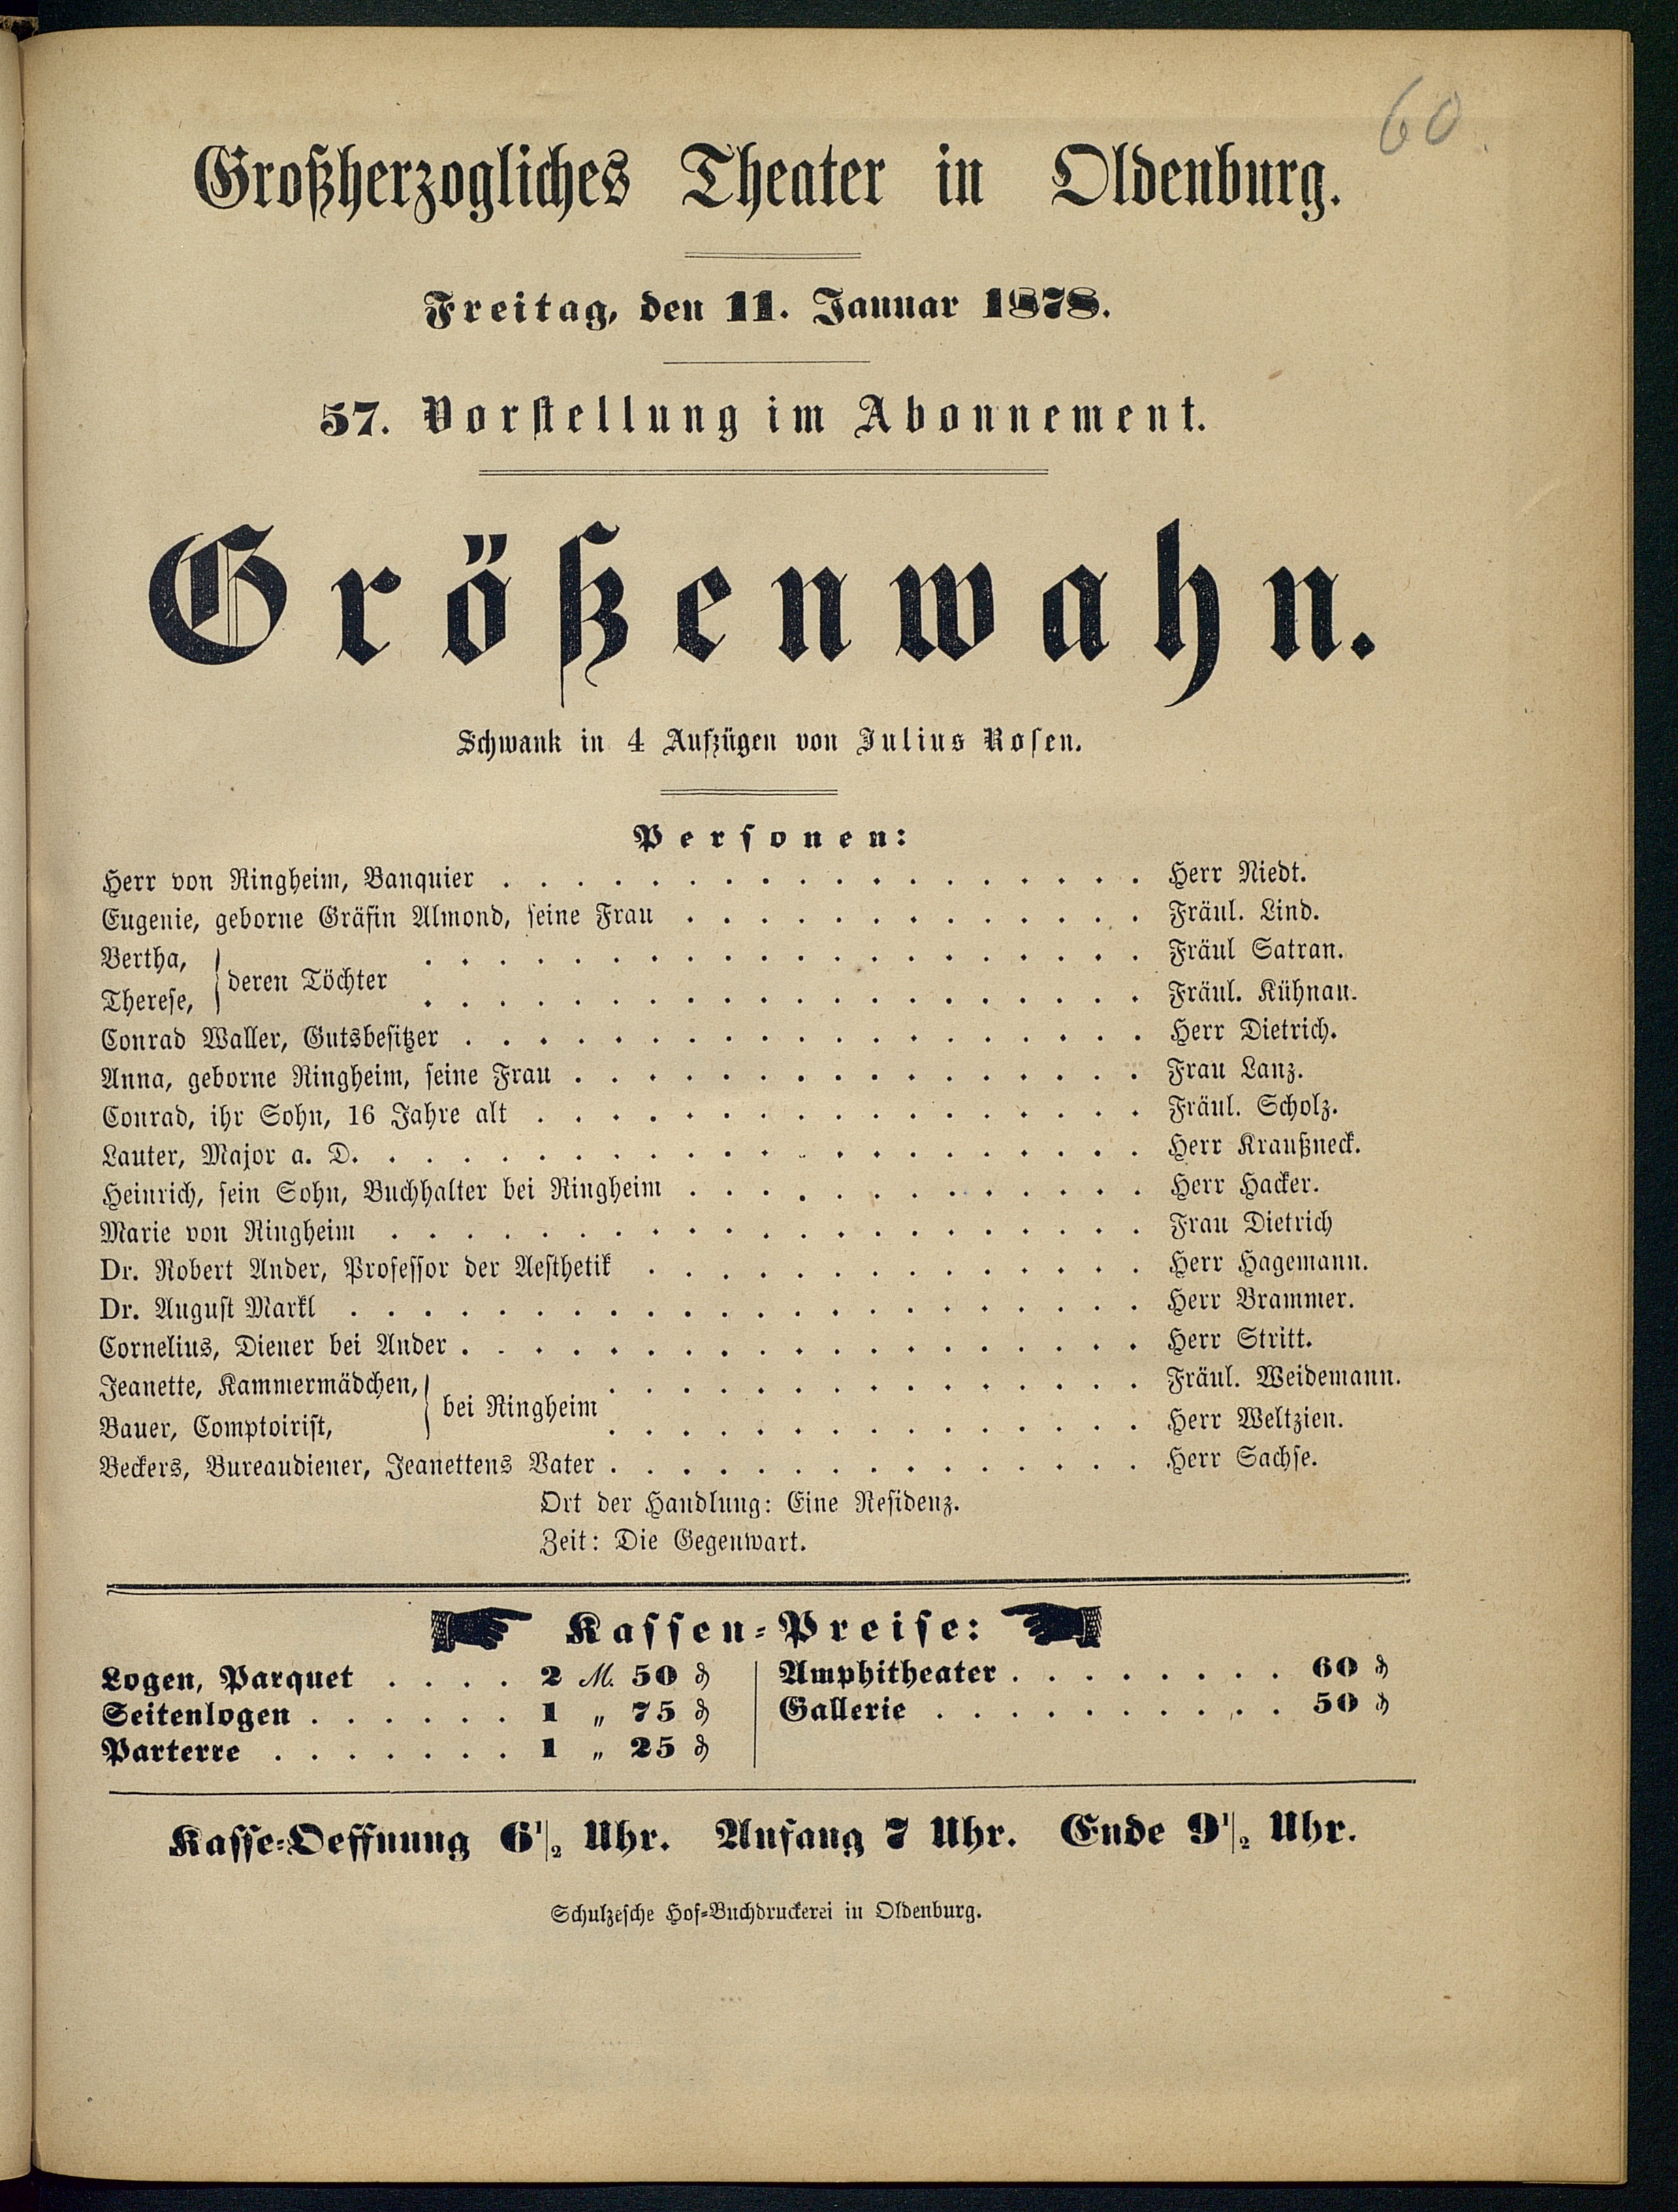 60
Großherzogliches Theater in Oldenburg.
Freitag, den 11. Januar 1878.
57. Vorstellung im Abonnement.
Größenwahn.
Schwank in 4 Aufzügen von Julius Rosen.
Personen:
Herr von Ringheim, Banquier . . . . . . . . . . . . . . . . . . Herr Niedt.
Eugenie, geborne Gräfin Almond, seine Frau . . . . . . . . . . . . . Fräul. Lind.
Bertha, . . . . . . . . . . . . . . . . . . . . Fräul Satran.
deren Töchter
Therese, . . . . . . . . . . . . . . . . . . . . Fräul. Kühnau.
Conrad Waller, Gutsbesitzer . . . . . . . . . . . . . . . . . . . Herr Dietrich.
Anna, geborne Ringheim, seine Frau . . . . . . . . . . . . . . . . Frau Lanz.
Conrad, ihr Sohn, 16 Jahre alt . . . . . . . . . . . . . . . . . Fräul. Scholz.
Lauter, Major a. D. . . . . . . . . . . . . . . . . . . . . . Herr Kraußneck.
Heinrich, sein Sohn, Buchhalter bei Ringheim . . . . . . . . . . . . . Herr Hacker.
Marie von Ringheim . . . . . . . . . . . . . . . . . . . . . Frau Dietrich
Dr. Robert Ander, Professor der Aesthetik . . . . . . . . . . . . . . Herr Hagemann.
Dr. August Markl . . . . . . . . . . . . . . . . . . . . . . Herr Brammer.
Cornelius, Diener bei Ander . . . . . . . . . . . . . . . . . . . Herr Stritt.
Jeanette, Kammermädchen, . . . . . . . . . . . . . . . Fräul. Weidemann.
bei Ringheim
Bauer, Comptoirist, . . . . . . . . . . . . . . . Herr Weltzien.
Beckers, Bureaudiener, Jeanettens Vater . . . . . . . . . . . . . . . Herr Sachse.
Ort der Handlung: Eine Residenz.
Zeit: Die Gegenwart.
Kassen-Preise:
Logen, Parquet . . . . 2 M. 50 ₰
Seitenlogen . . . . . . 1 „ 75 ₰
Parterre . . . . . . . 1 „ 25 ₰
Amphitheater . . . . . . . . 60 ₰
Gallerie . . . . . . . . . . 50 ₰
Kasse-Oeffnung 6 1/2 Uhr. Anfang 7 Uhr. Ende 9 1/2 Uhr.
Schulzesche Hof-Buchdruckerei in Oldenburg.